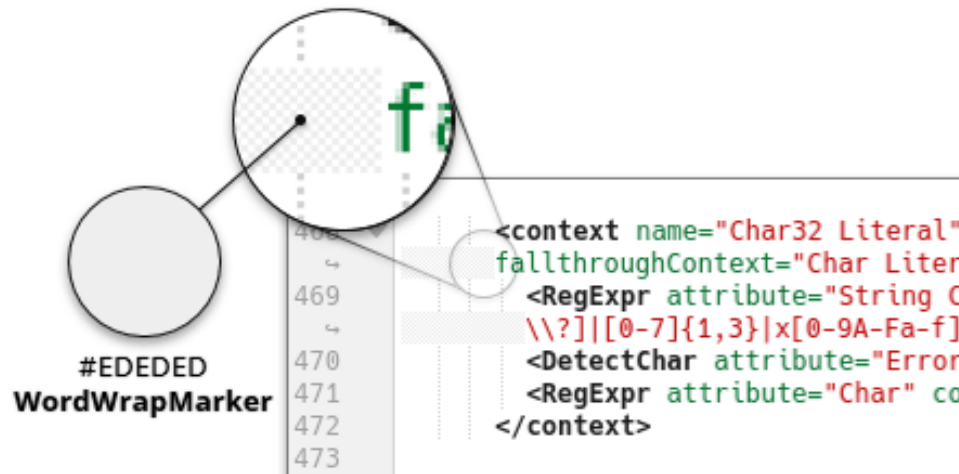 fa
468 <context name="Char32 Literal"
↪ fallthroughContext="Char Liter
469 <RegExpr attribute="String C
↪ \\?]|[0-7]{1,3}|x[0-9A-Fa-f]
470 <DetectChar attribute="Error
471 <RegExpr attribute="Char" co
472 </context>
473
#EDEDED
WordWrapMarker